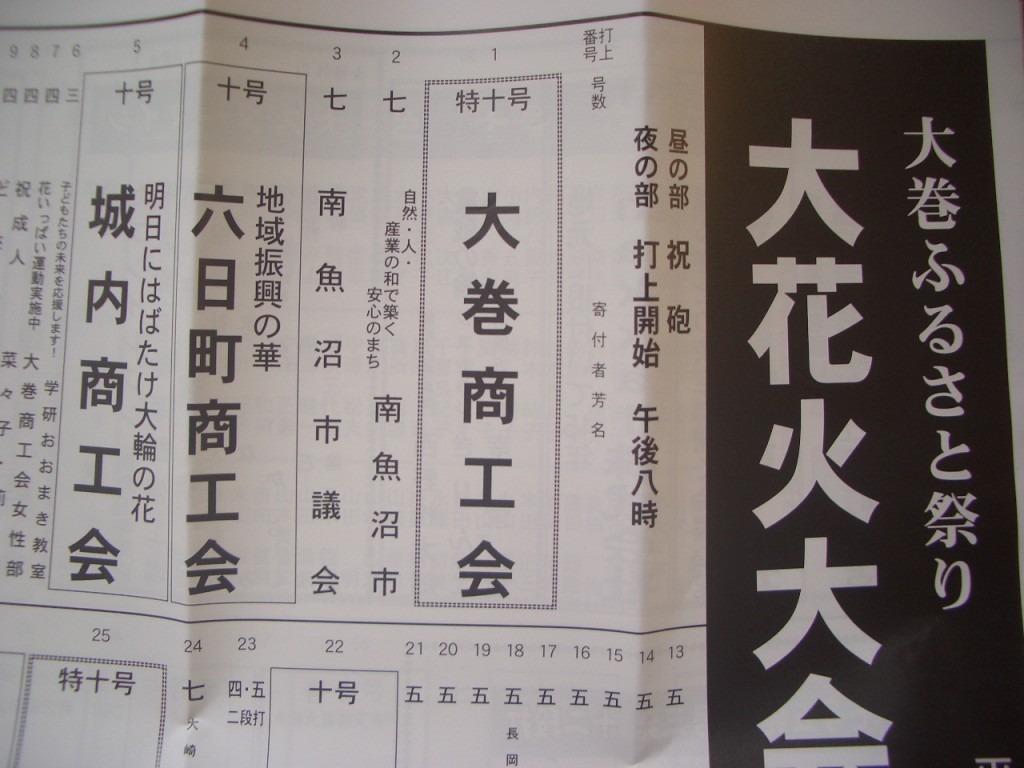 大巻ふるさと祭り
大花火大会
昼の部 祝砲
夜の部 打上開始 午後八時
打上番号 号数 寄付者芳名
1 特十号 大巻商工会
2 七 自然・人・産業の和で築く安心のまち 南魚沼市
3 七 南魚沼市議会
4 十号 地域振興の華 六日町商工会
5 十号 明日にはばたけ大輪の花 城内商工会
6 三 子どもたちの未来を応援します! 学研おおまき教室
7 四 花いっぱい運動実施中 大巻商工会女性部
8 四 祝成人 菜々子
9 四
13 五
14 五
15 五
16 五
17 五
18 五 長岡
19 五
20 五
21 五
22 十号
23 四・五 二段打
24 七 大崎
25 特十号